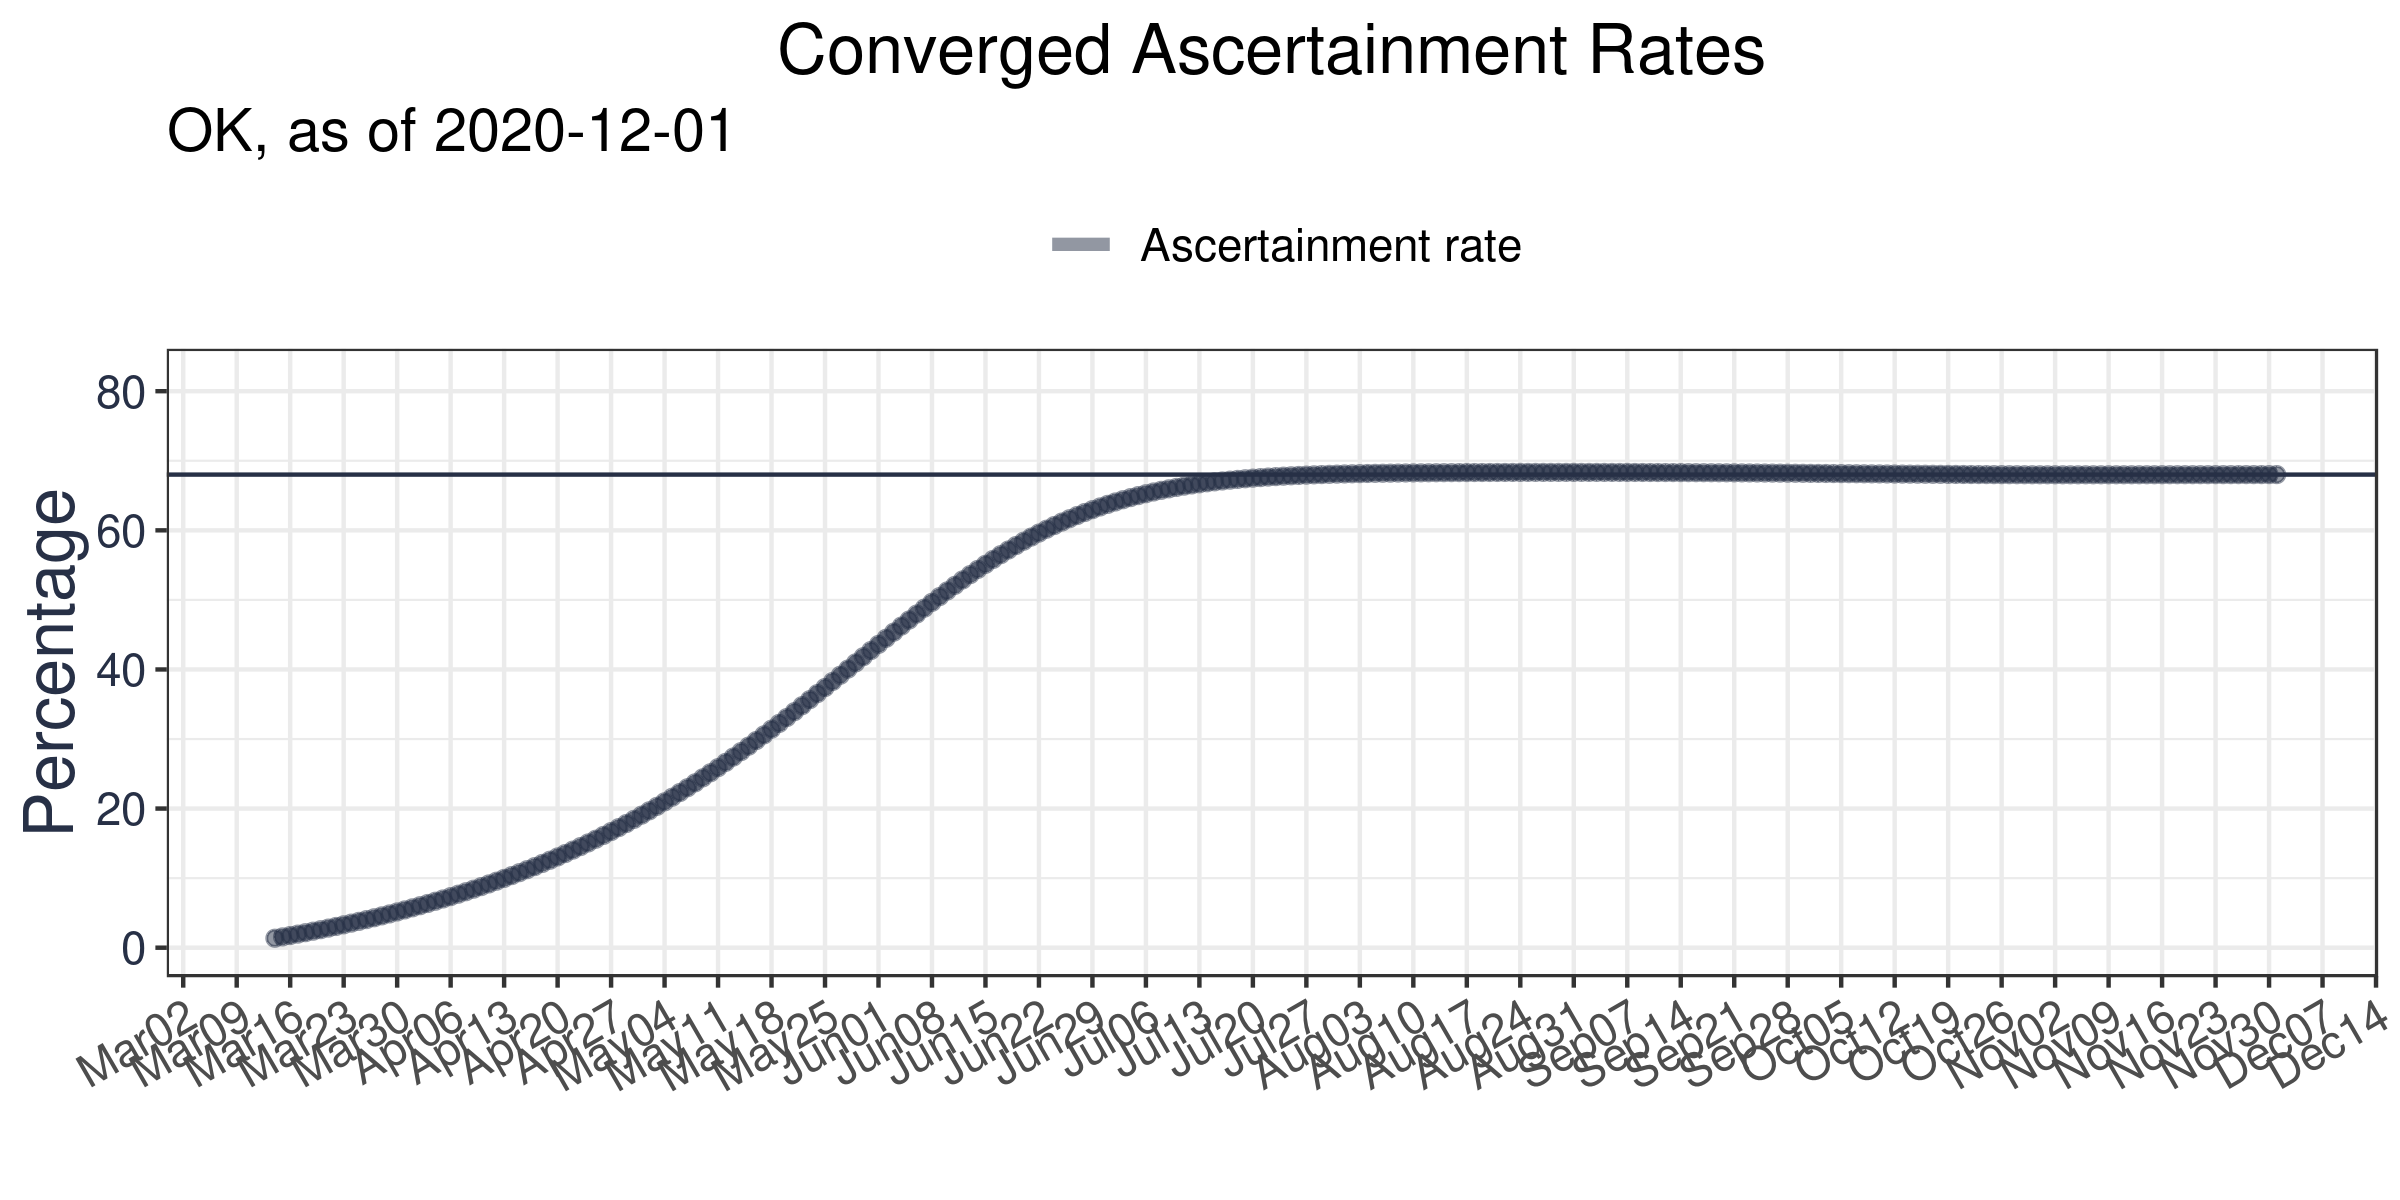 Converged Ascertainment Rates
OK, as of 2020-12-01
Ascertainment rate
Percentage
80
60
40
20
0
Mar02 Mar09 Mar16 Mar23 Mar30 Apr06 Apr13 Apr20 Apr27 May04 May11 May18 May25 Jun01 Jun08 Jun15 Jun22 Jun29 Jul06 Jul13 Jul20 Jul27 Aug03 Aug10 Aug17 Aug24 Aug31 Sep07 Sep14 Sep21 Sep28 Oct05 Oct12 Oct19 Oct26 Nov02 Nov09 Nov16 Nov23 Nov30 Dec07 Dec14